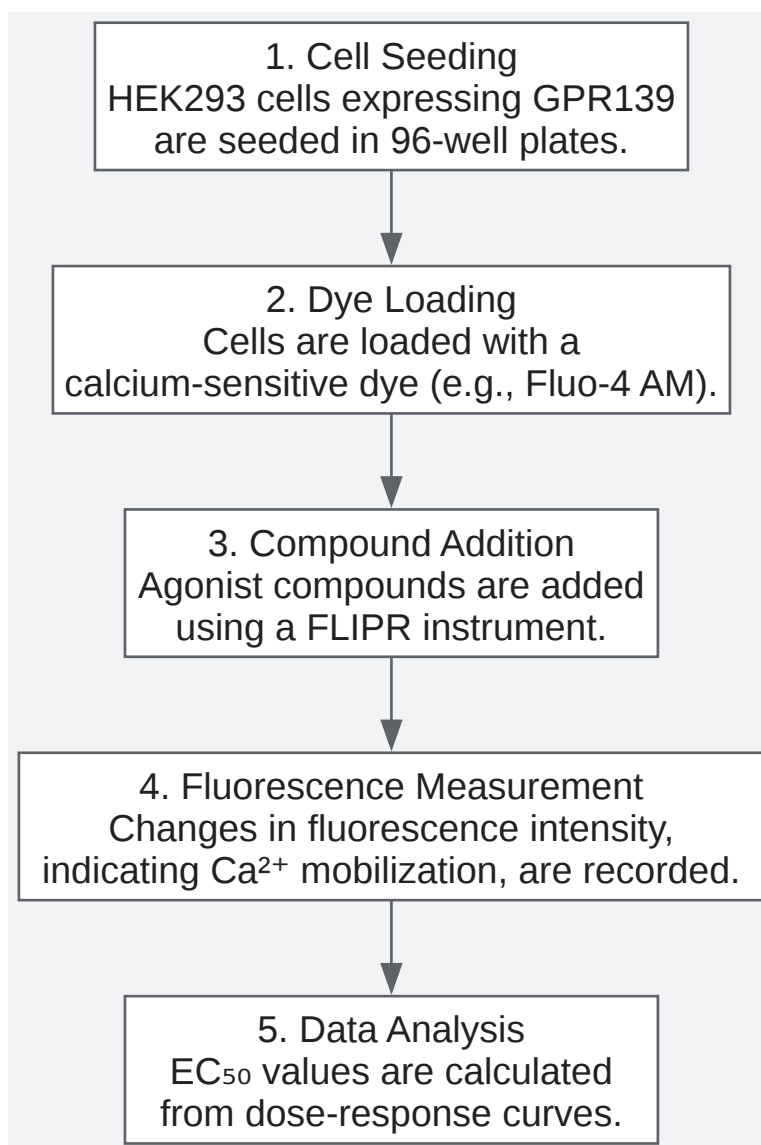 1. Cell Seeding
HEK293 cells expressing GPR139
are seeded in 96-well plates.
2. Dye Loading
Cells are loaded with a
calcium-sensitive dye (e.g., Fluo-4 AM).
3. Compound Addition
Agonist compounds are added
using a FLIPR instrument.
4. Fluorescence Measurement
Changes in fluorescence intensity,
indicating Ca²⁺ mobilization, are recorded.
5. Data Analysis
EC₅₀ values are calculated
from dose-response curves.